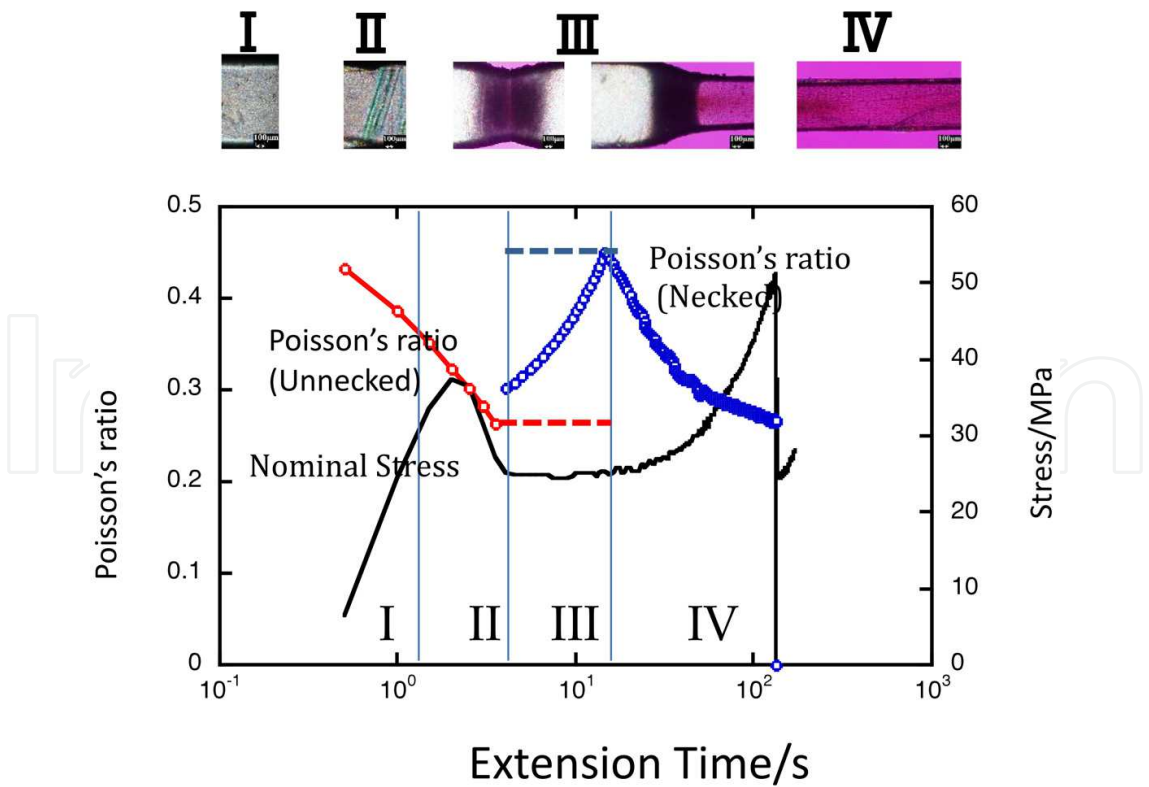 I II III IV
100μm 100μm 100μm 100μm 100μm
0.5 60
Poisson's ratio
(Necked)
50
0.4
Poisson's ratio
(Unnecked)
40
0.3
30
Nominal Stress
0.2
20
0.1
10
I II III IV
0 0
10-1 100 101 102 103
Poisson's ratio
Stress/MPa
Extension Time/s